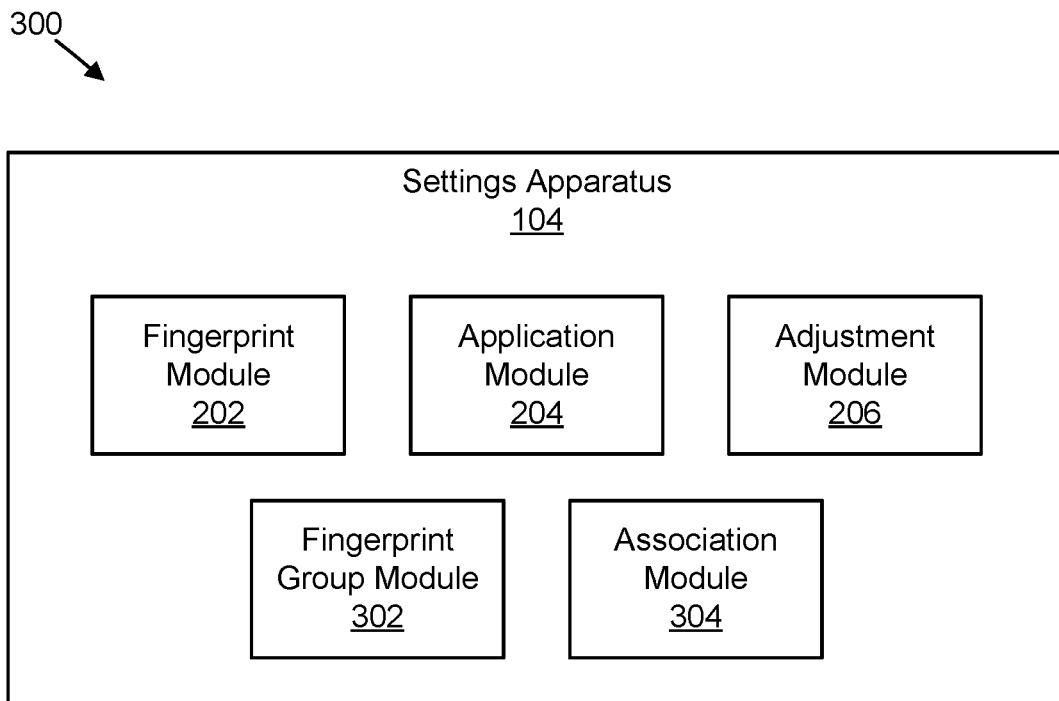 300
Settings Apparatus
104
Fingerprint
Module
202
Application
Module
204
Adjustment
Module
206
Fingerprint
Group Module
302
Association
Module
304